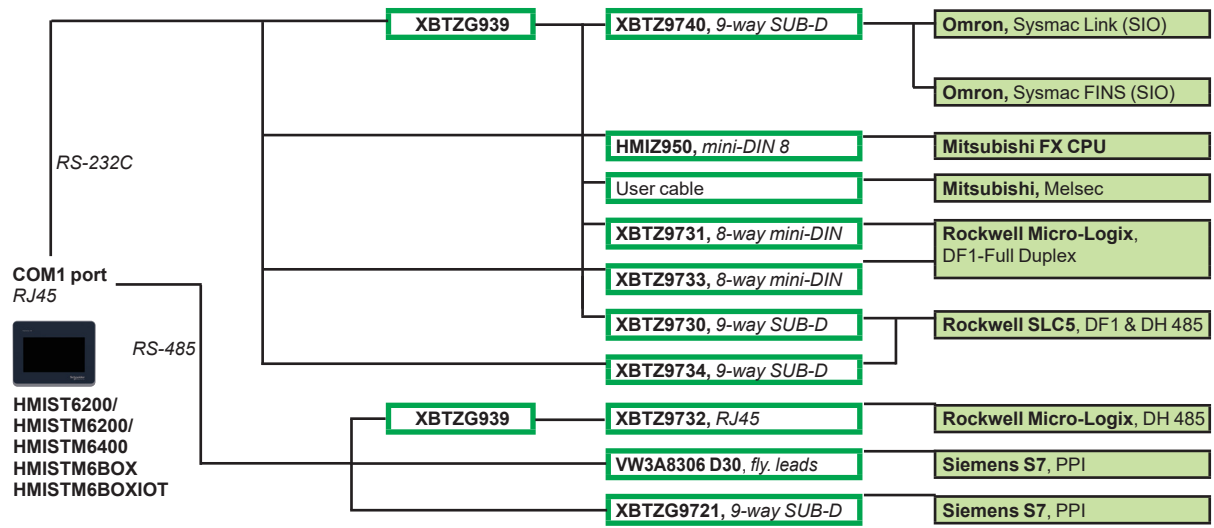 XBTZG939
XBTZ9740, 9-way SUB-D
Omron, Sysmac Link (SIO)
Omron, Sysmac FINS (SIO)
RS-232C
HMIZ950, mini-DIN 8
Mitsubishi FX CPU
User cable
Mitsubishi, Melsec
XBTZ9731, 8-way mini-DIN
Rockwell Micro-Logix,
DF1-Full Duplex
COM1 port
RJ45
XBTZ9733, 8-way mini-DIN
XBTZ9730, 9-way SUB-D
Rockwell SLC5, DF1 & DH 485
RS-485
XBTZ9734, 9-way SUB-D
HMIST6200/
HMISTM6200/
HMISTM6400
HMISTM6BOX
HMISTM6BOXIOT
XBTZG939
XBTZ9732, RJ45
Rockwell Micro-Logix, DH 485
VW3A8306 D30, fly. leads
Siemens S7, PPI
XBTZG9721, 9-way SUB-D
Siemens S7, PPI